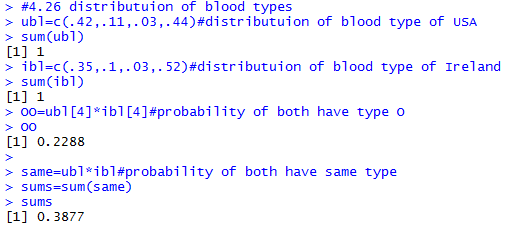 > #4.26 distributuion of blood types
> ubl=c(.42,.11,.03,.44)#distributuion of blood type of USA
> sum(ubl)
[1] 1
> ibl=c(.35,.1,.03,.52)#distributuion of blood type of Ireland
> sum(ibl)
[1] 1
> OO=ubl[4]*ibl[4]#probability of both have type O
> OO
[1] 0.2288
>
> same=ubl*ibl#probability of both have same type
> sums=sum(same)
> sums
[1] 0.3877